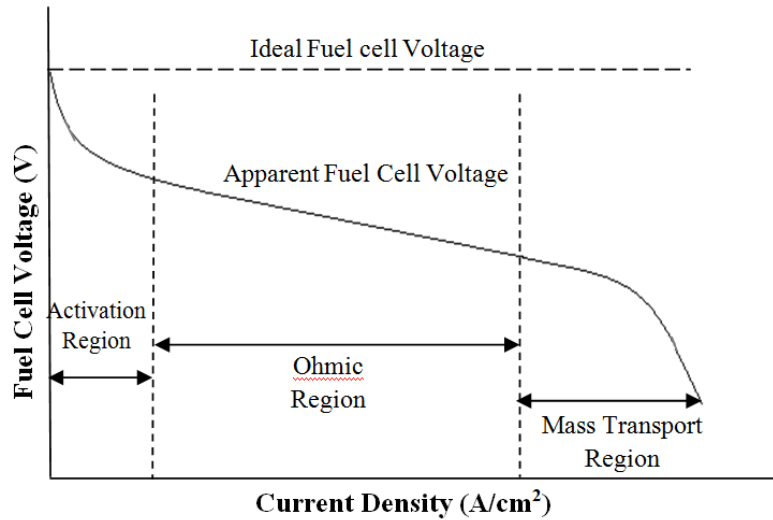 Ideal Fuel cell Voltage
Apparent Fuel Cell Voltage
Fuel Cell Voltage (V)
Activation
Region
Ohmic
Region
Mass Transport
Region
Current Density (A/cm²)